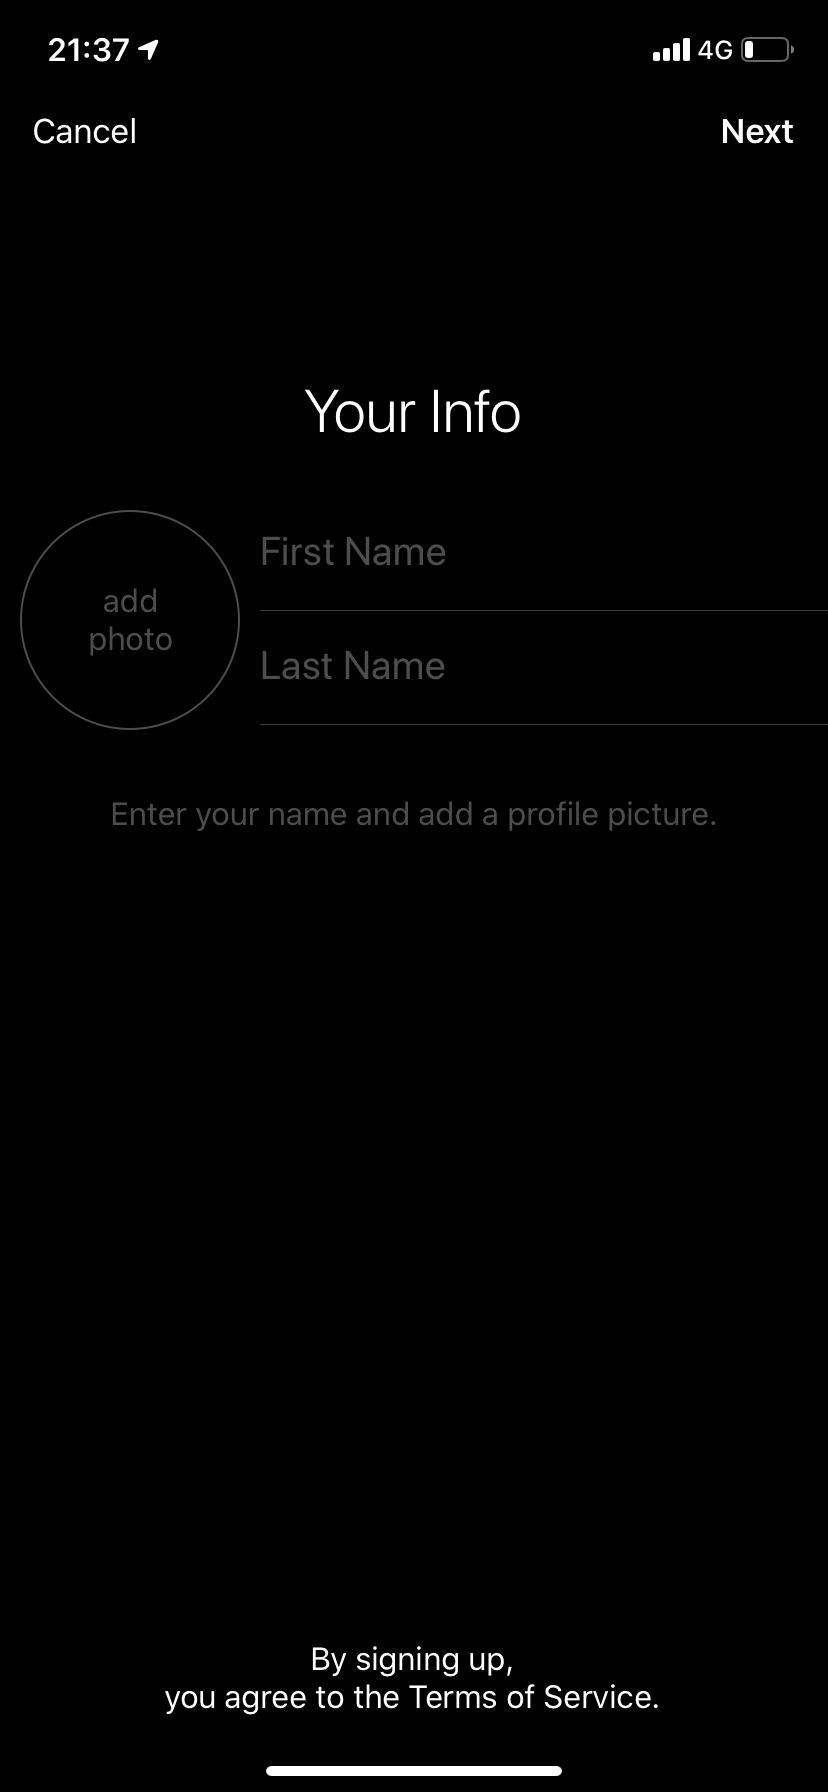 21:37 4G
Cancel Next
Your Info
First Name
add
photo
Last Name
Enter your name and add a profile picture.
By signing up,
you agree to the Terms of Service.